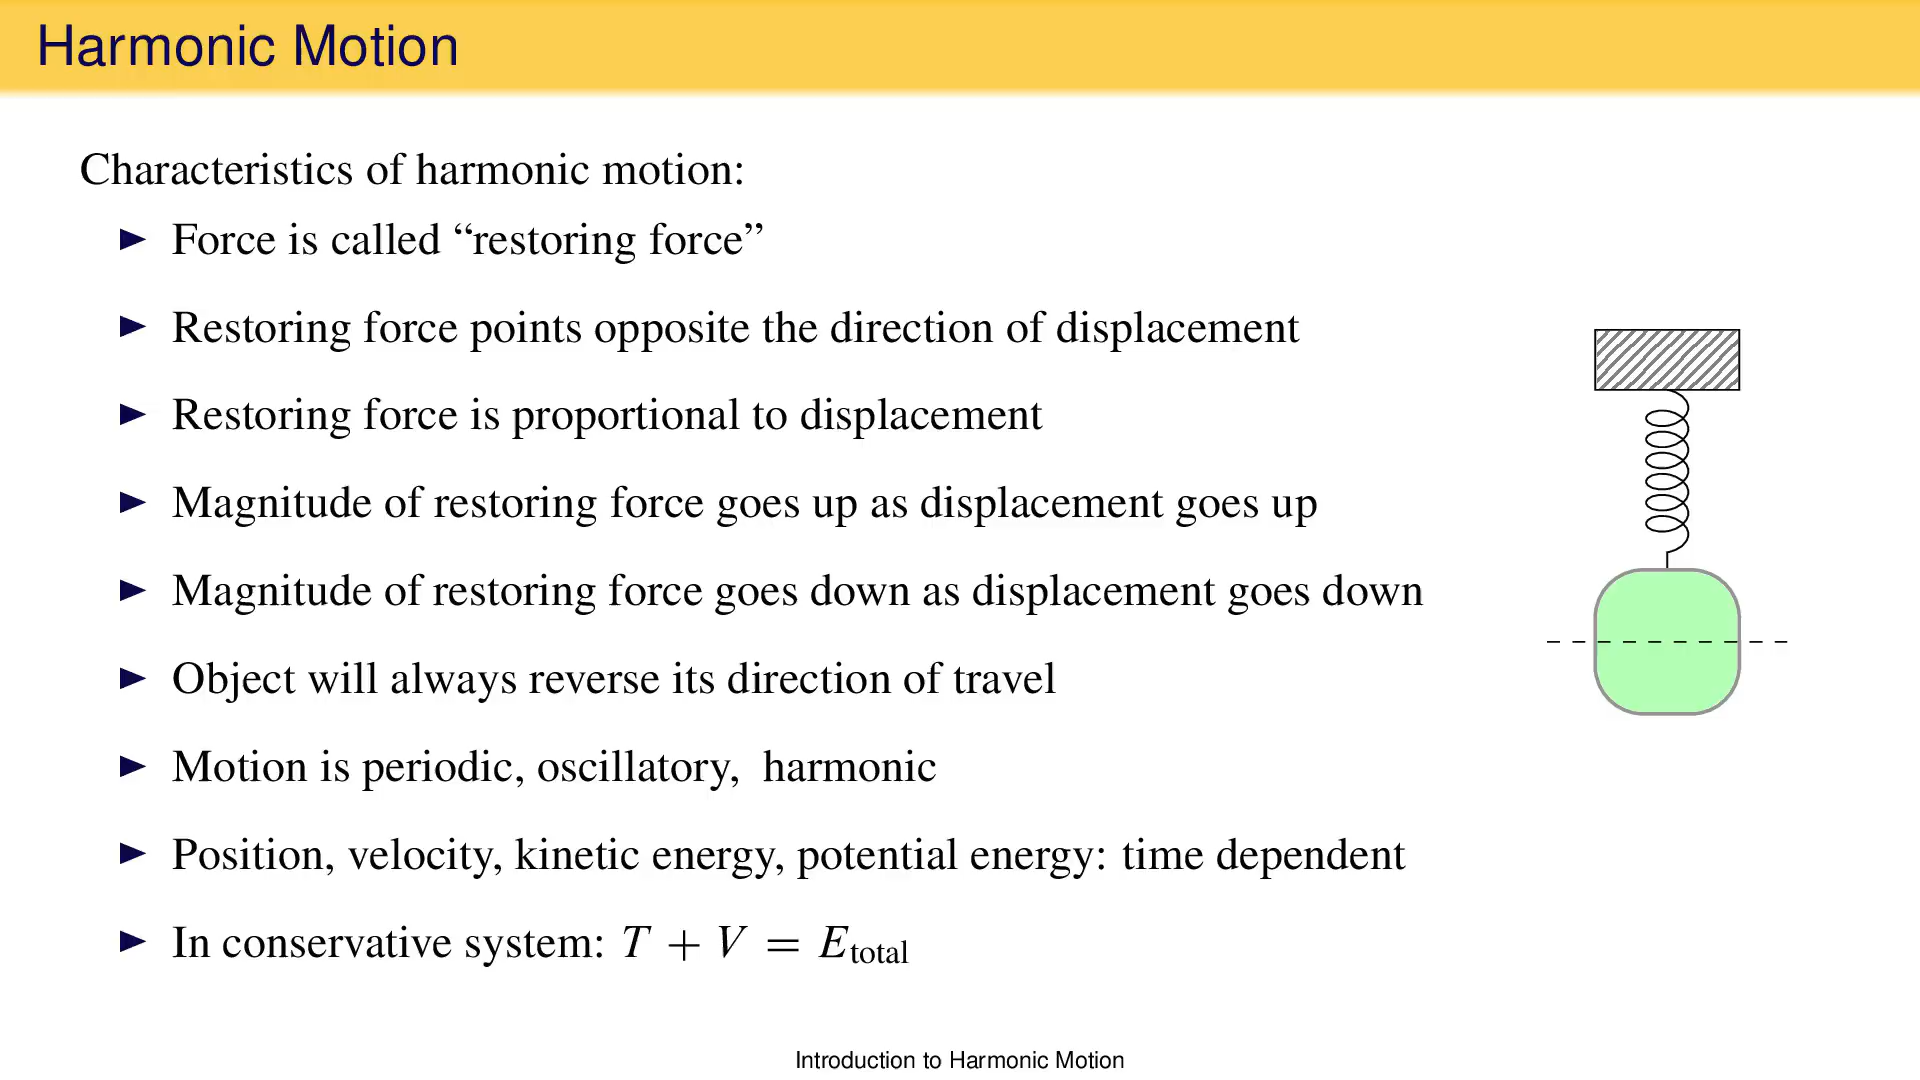 Harmonic Motion
Characteristics of harmonic motion:
▶ Force is called “restoring force”
▶ Restoring force points opposite the direction of displacement
▶ Restoring force is proportional to displacement
▶ Magnitude of restoring force goes up as displacement goes up
▶ Magnitude of restoring force goes down as displacement goes down
▶ Object will always reverse its direction of travel
▶ Motion is periodic, oscillatory, harmonic
▶ Position, velocity, kinetic energy, potential energy: time dependent
▶ In conservative system: T + V = E_total
Introduction to Harmonic Motion